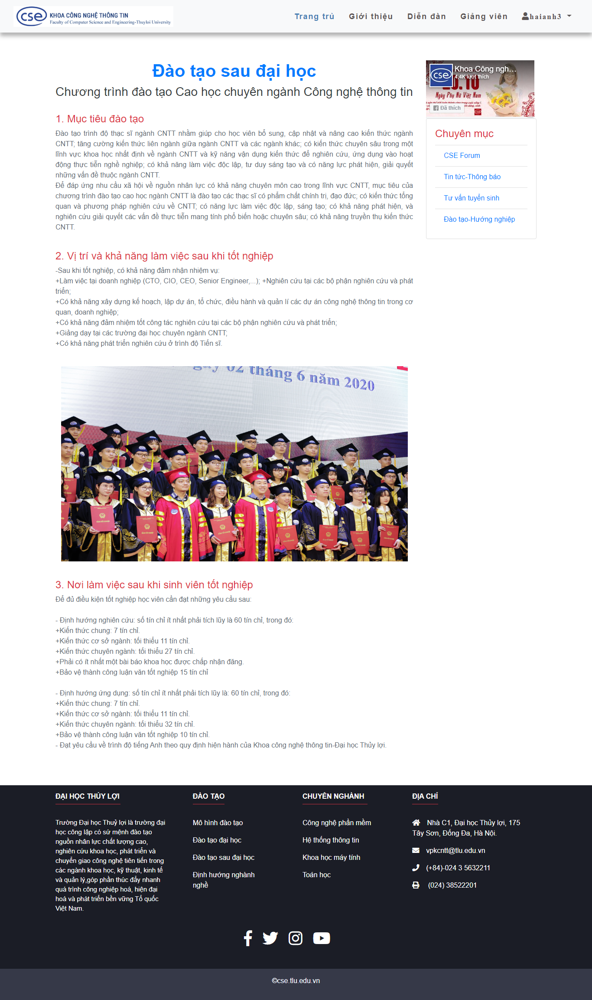 cse KHOA CÔNG NGHỆ THÔNG TIN
Faculty of Computer Science and Engineering-Thuyloi University
Trang trủ Giới thiệu Diễn đàn Giảng viên haianh3
Đào tạo sau đại học
Chương trình đào tạo Cao học chuyên ngành Công nghệ thông tin
1. Mục tiêu đào tạo
Đào tạo trình độ thạc sĩ ngành CNTT nhằm giúp cho học viên bổ sung, cập nhật và nâng cao kiến thức ngành
CNTT; tăng cường kiến thức liên ngành giữa ngành CNTT và các ngành khác; có kiến thức chuyên sâu trong một
lĩnh vực khoa học nhất định về ngành CNTT và kỹ năng vận dụng kiến thức để nghiên cứu, ứng dụng vào hoạt
động thực tiễn nghề nghiệp; có khả năng làm việc độc lập, tư duy sáng tạo và có năng lực phát hiện, giải quyết
những vấn đề thuộc ngành CNTT.
Để đáp ứng nhu cầu xã hội về nguồn nhân lực có khả năng chuyên môn cao trong lĩnh vực CNTT, mục tiêu của
chương trình đào tạo cao học ngành CNTT là đào tạo các thạc sĩ có phẩm chất chính trị, đạo đức; có kiến thức tổng
quan và phương pháp nghiên cứu về CNTT; có năng lực làm việc độc lập, sáng tạo; có khả năng phát hiện, và
nghiên cứu giải quyết các vấn đề thực tiễn mang tính phổ biến hoặc chuyên sâu; có khả năng truyền thụ kiến thức
CNTT.
2. Vị trí và khả năng làm việc sau khi tốt nghiệp
-Sau khi tốt nghiệp, có khả năng đảm nhận nhiệm vụ:
+Làm việc tại doanh nghiệp (CTO, CIO, CEO, Senior Engineer,...); +Nghiên cứu tại các bộ phận nghiên cứu và phát
triển;
+Có khả năng xây dựng kế hoạch, lập dự án, tổ chức, điều hành và quản lí các dự án công nghệ thông tin trong cơ
quan, doanh nghiệp;
+Có khả năng đảm nhiệm tốt công tác nghiên cứu tại các bộ phận nghiên cứu và phát triển;
+Giảng dạy tại các trường đại học chuyên ngành CNTT;
+Có khả năng phát triển nghiên cứu ở trình độ Tiến sĩ.
02 tháng 6 năm 2020
3. Nơi làm việc sau khi sinh viên tốt nghiệp
Để đủ điều kiện tốt nghiệp học viên cần đạt những yêu cầu sau:
- Định hướng nghiên cứu: số tín chỉ ít nhất phải tích lũy là 60 tín chỉ, trong đó:
+Kiến thức chung: 7 tín chỉ.
+Kiến thức cơ sở ngành: tối thiểu 11 tín chỉ.
+Kiến thức chuyên ngành: tối thiểu 27 tín chỉ.
+Phải có ít nhất một bài báo khoa học được chấp nhận đăng.
+Bảo vệ thành công luận văn tốt nghiệp 15 tín chỉ
- Định hướng ứng dụng: số tín chỉ ít nhất phải tích lũy là: 60 tín chỉ, trong đó:
+Kiến thức chung: 7 tín chỉ.
+Kiến thức cơ sở ngành: tối thiểu 11 tín chỉ.
+Kiến thức chuyên ngành: tối thiểu 32 tín chỉ.
+Bảo vệ thành công luận văn tốt nghiệp 10 tín chỉ.
- Đạt yêu cầu về trình độ tiếng Anh theo quy định hiện hành của Khoa công nghệ thông tin-Đại học Thủy lợi.
cse
Khoa Công ngh...
4,4K lượt thích
Ngày Phụ Nữ Việt Nam
Đã thích
cse
Chuyên mục
CSE Forum
Tin tức-Thông báo
Tư vấn tuyển sinh
Đào tạo-Hướng nghiệp
ĐẠI HỌC THỦY LỢI
Trường Đại học Thuỷ lợi là trường đại
học công lập có sứ mệnh đào tạo
nguồn nhân lực chất lượng cao,
nghiên cứu khoa học, phát triển và
chuyển giao công nghệ tiên tiến trong
các ngành khoa học, kỹ thuật, kinh tế
và quản lý,góp phần thúc đẩy nhanh
quá trình công nghiệp hoá, hiện đại
hoá và phát triển bền vững Tổ quốc
Việt Nam.
ĐÀO TẠO
Mô hình đào tạo
Đào tạo đại học
Đào tạo sau đại học
Định hướng nghành
nghề
CHUYÊN NGHÀNH
Công nghệ phần mềm
Hệ thống thông tin
Khoa học máy tính
Toán học
ĐỊA CHỈ
Nhà C1, Đại học Thủy lợi, 175
Tây Sơn, Đống Đa, Hà Nội.
vpkcntt@tlu.edu.vn
(+84)-024 3 5632211
(024) 38522201
©cse.tlu.edu.vn